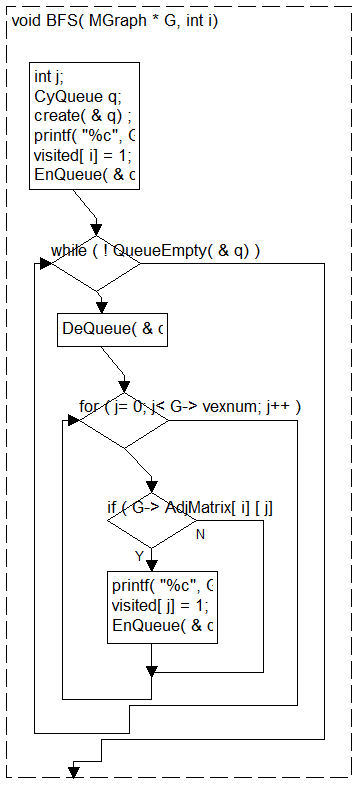 void BFS( MGraph * G, int i)
int j;
CyQueue q;
create( & q) ;
printf( "%c",
visited[ i] = 1;
EnQueue( &
while ( ! QueueEmpty( & q) )
DeQueue( &
for ( j= 0; j< G-> vexnum; j++ )
if ( G-> AdjMatrix[ i] [ j]
N
Y
printf( "%c",
visited[ j] = 1;
EnQueue( &